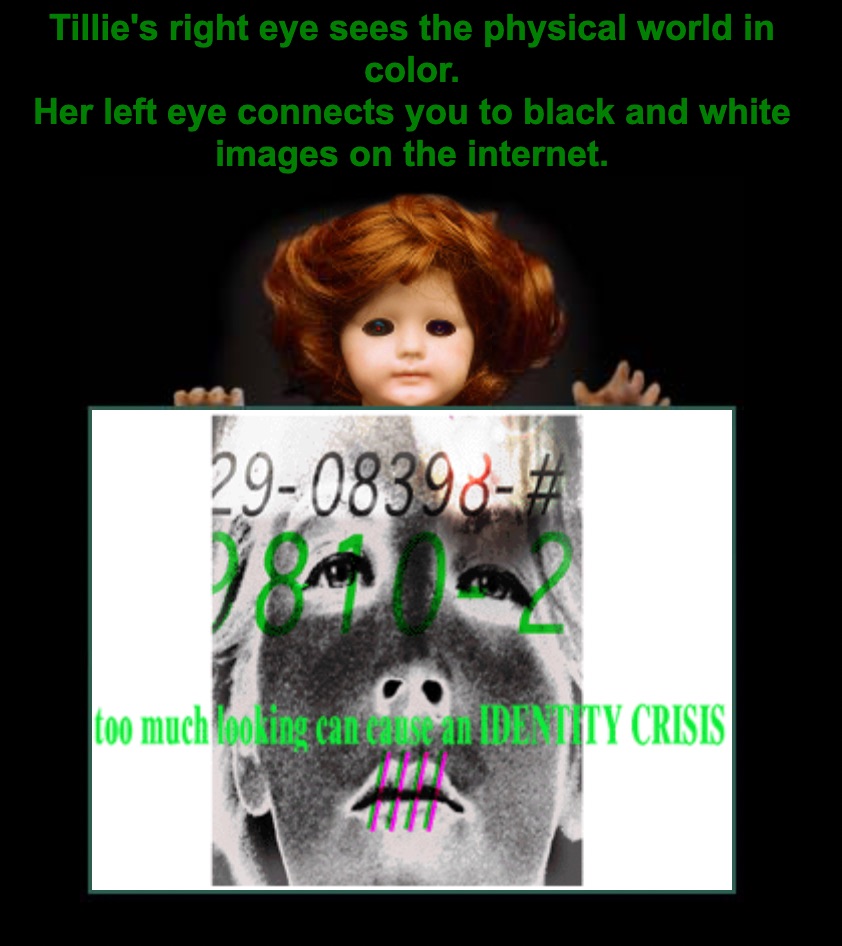 Tillie's right eye sees the physical world in
color.
Her left eye connects you to black and white
images on the internet.
29-08398-#
9810-2
too much looking can cause an IDENTITY CRISIS